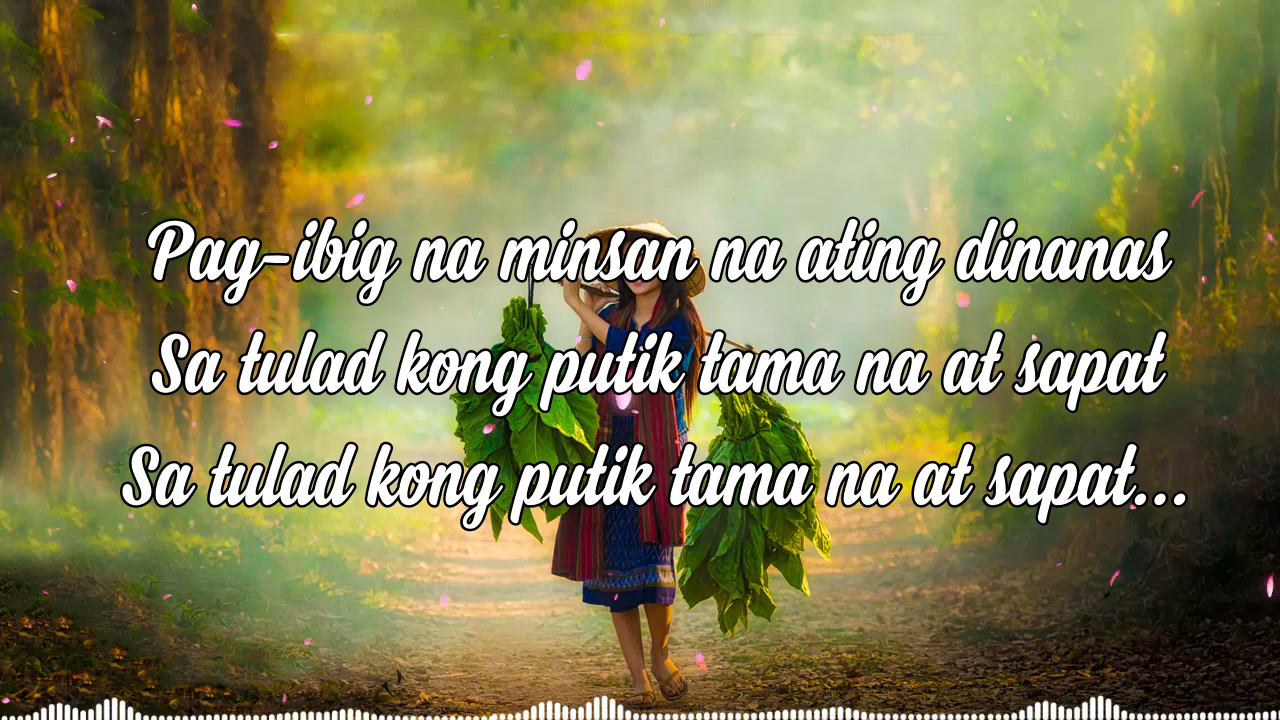 Pag-ibig na minsan na ating dinanas
Sa tulad kong putik tama na at sapat
Sa tulad kong putik tama na at sapat...